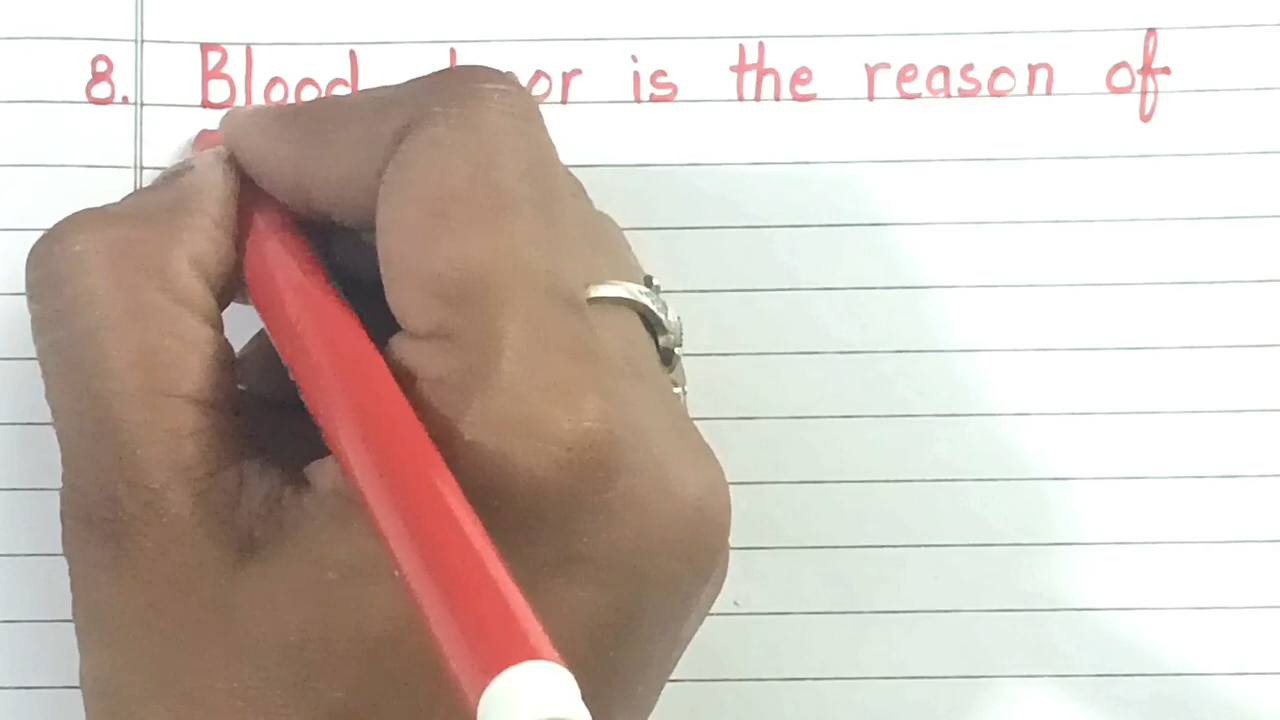 8. Blood is the reason of